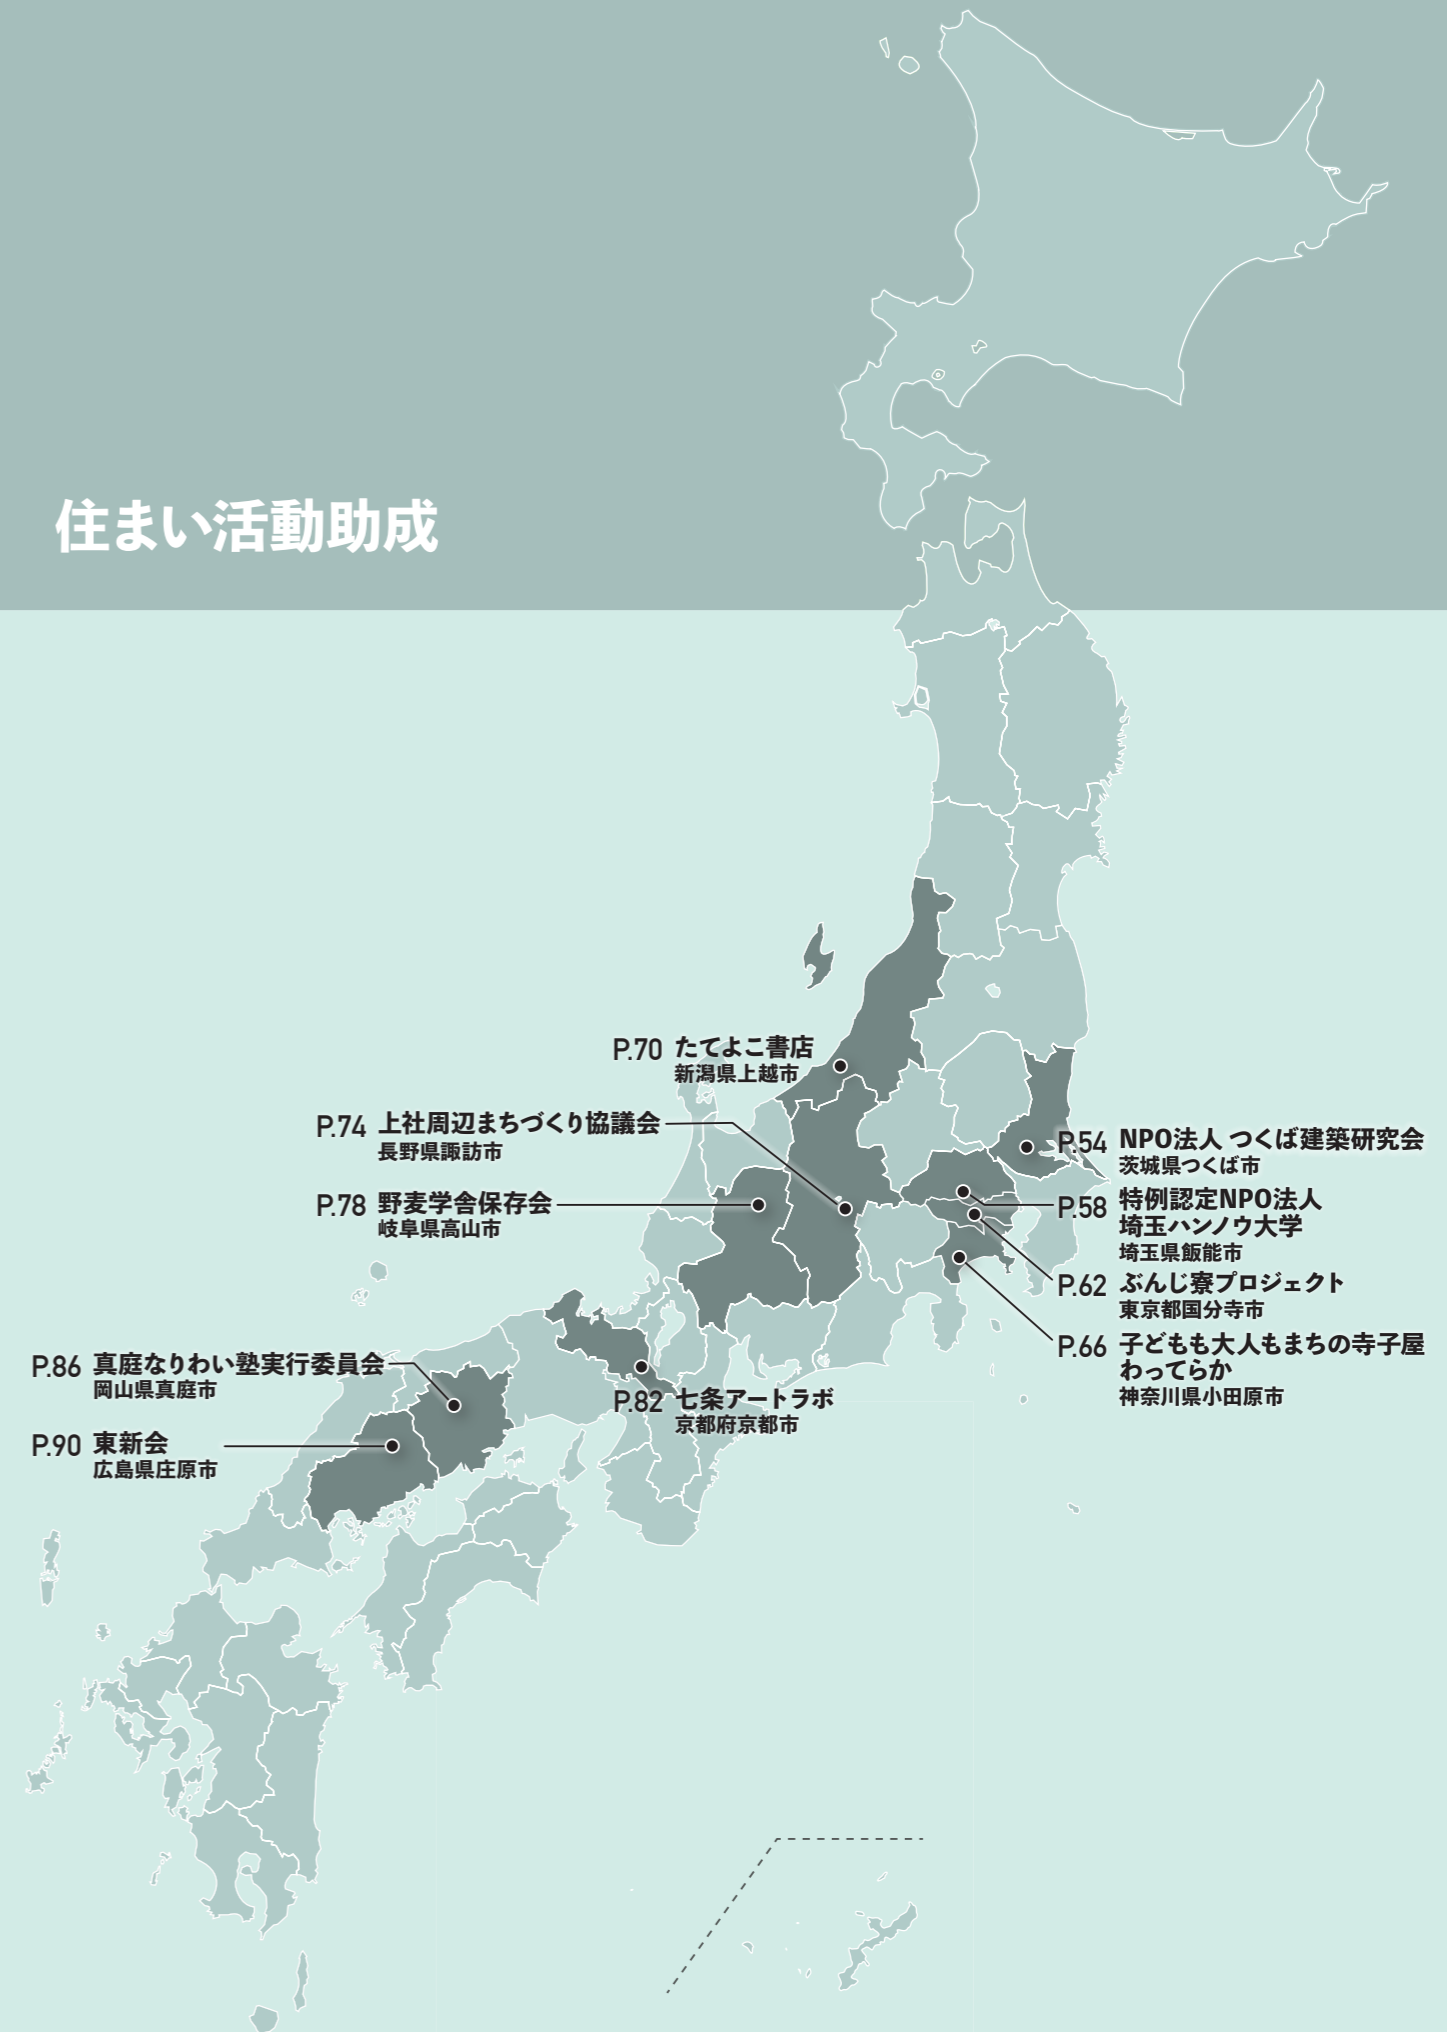 住まい活動助成
P.70 たてよこ書店
新潟県上越市
P.74 上社周辺まちづくり協議会
長野県諏訪市
P.78 野麦学舎保存会
岐阜県高山市
P.54 NPO法人 つくば建築研究会
茨城県つくば市
P.58 特例認定NPO法人
埼玉ハンノウ大学
埼玉県飯能市
P.62 ぶんじ寮プロジェクト
東京都国分寺市
P.66 子どもも大人もまちの寺子屋
わってらか
神奈川県小田原市
P.86 真庭なりわい塾実行委員会
岡山県真庭市
P.82 七条アートラボ
京都府京都市
P.90 東新会
広島県庄原市